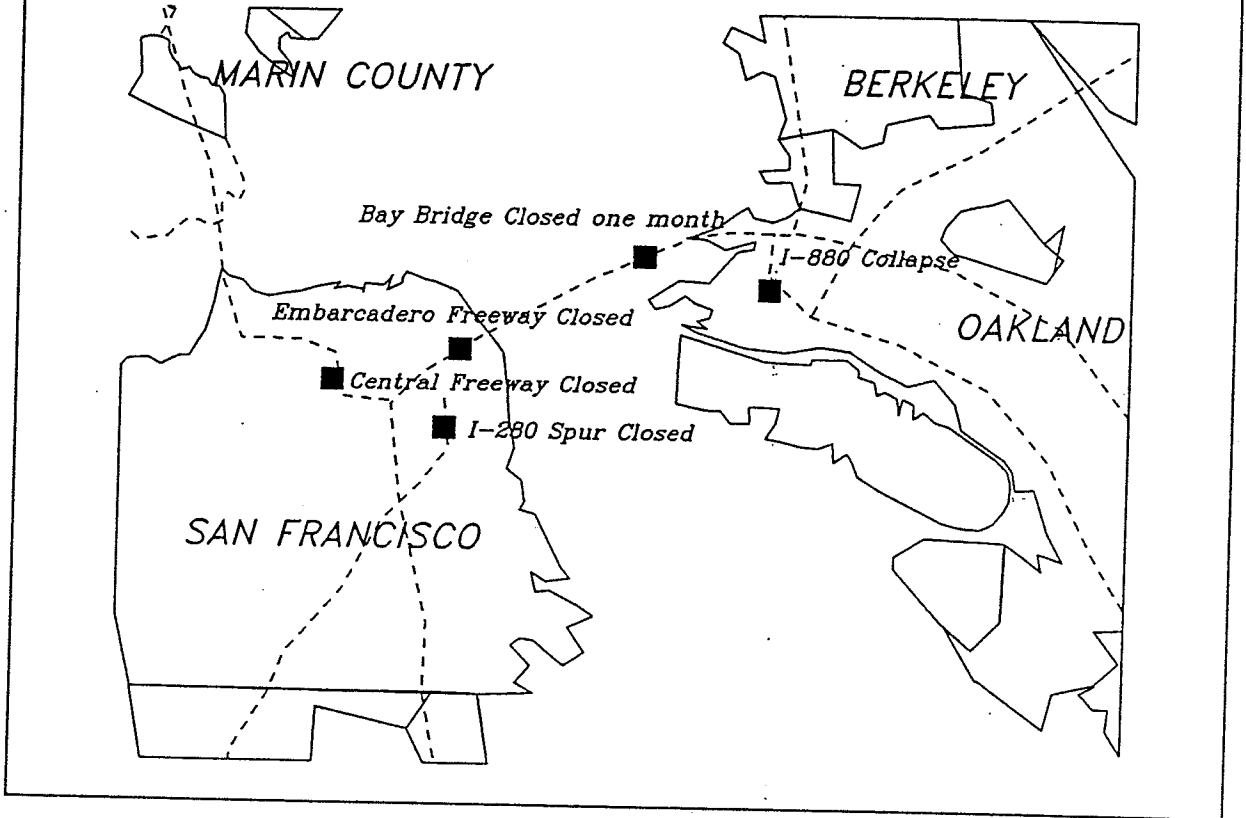 MARIN COUNTY
BERKELEY
Bay Bridge Closed one month
I-880 Collapse
Embarcadero Freeway Closed
OAKLAND
Central Freeway Closed
I-280 Spur Closed
SAN FRANCISCO